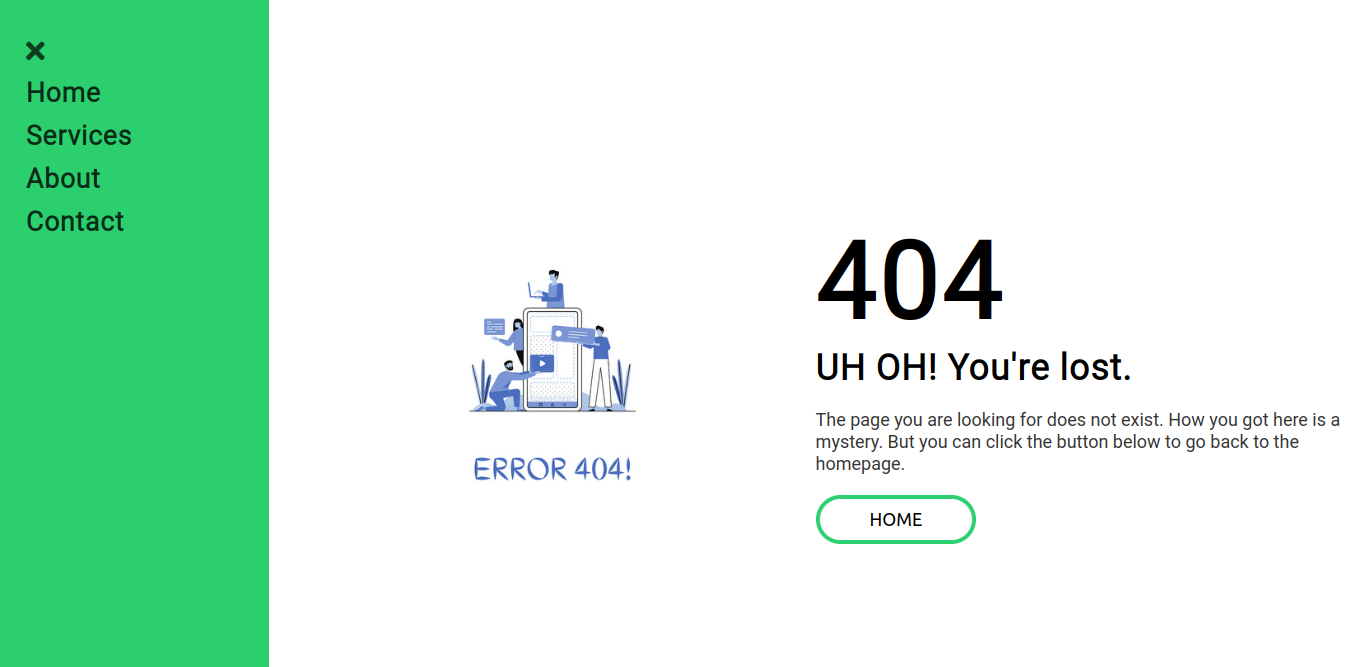 Home
Services
About
Contact
ERROR 404!
404
UH OH! You're lost.
The page you are looking for does not exist. How you got here is a
mystery. But you can click the button below to go back to the
homepage.
HOME